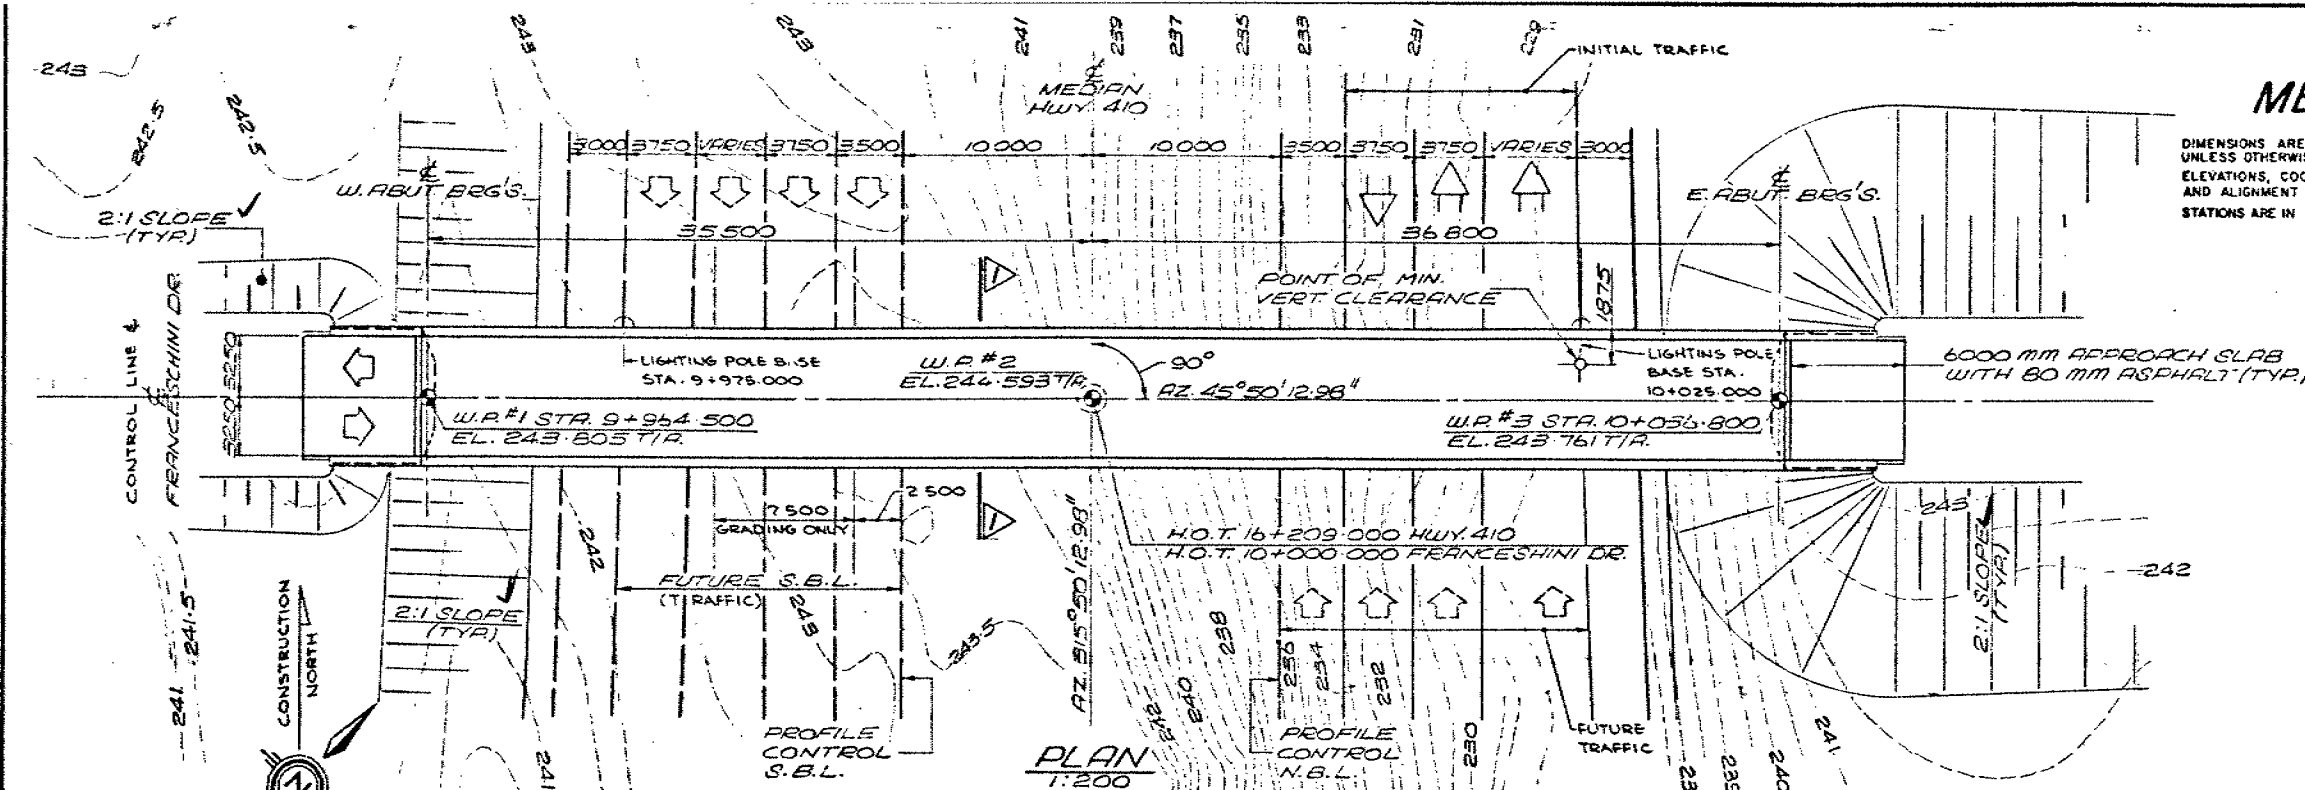 243
243
241
239
237
235
233
231
229
INITIAL TRAFFIC
-243
242.5
242.5
MEDIAN
HWY. 410
DIMENSIONS ARE
UNLESS OTHERWIS
ELEVATIONS, COO
AND ALIGNMENT
STATIONS ARE IN
3000 3750 VARIES 3750 3500 10.000 10.000 3500 3750 3750 VARIES 3000
℄
W. ABUT BRG'S.
℄
E. ABUT. BRG'S.
2:1 SLOPE
(TYP.)
35.500
36.800
POINT OF MIN.
VERT CLEARANCE
1875
CONTROL LINE & ℄
FRANCESCHINI DR.
5250 5250
LIGHTING POLE BASE
STA. 9+975.000
W.P. #2
EL. 244.593 T/A
90°
AZ. 45°50'12.98"
LIGHTING POLE
BASE STA.
10+025.000
6000 MM APPROACH SLAB
WITH 80 MM ASPHALT (TYP.)
W.P. #1 STA. 9+964.500
EL. 243.805 T/A.
W.P. #3 STA. 10+036.800
EL. 243.761 T/A.
2 500
7 500
GRADING ONLY
AZ. 315°50'12.98"
H.O.T. 16+209.000 HWY. 410
H.O.T. 10+000.000 FRANCESHINI DR.
243
242
242
FUTURE S.B.L.
(TRAFFIC)
2:1 SLOPE
(TYP.)
2:1 SLOPE
(TYP.)
243
243.5
241.5
241
CONSTRUCTION
NORTH
238
240
242
236
234
232
230
PROFILE
CONTROL
S.B.L.
PLAN
1:200
PROFILE
CONTROL
N.B.L.
FUTURE
TRAFFIC
241
240
241